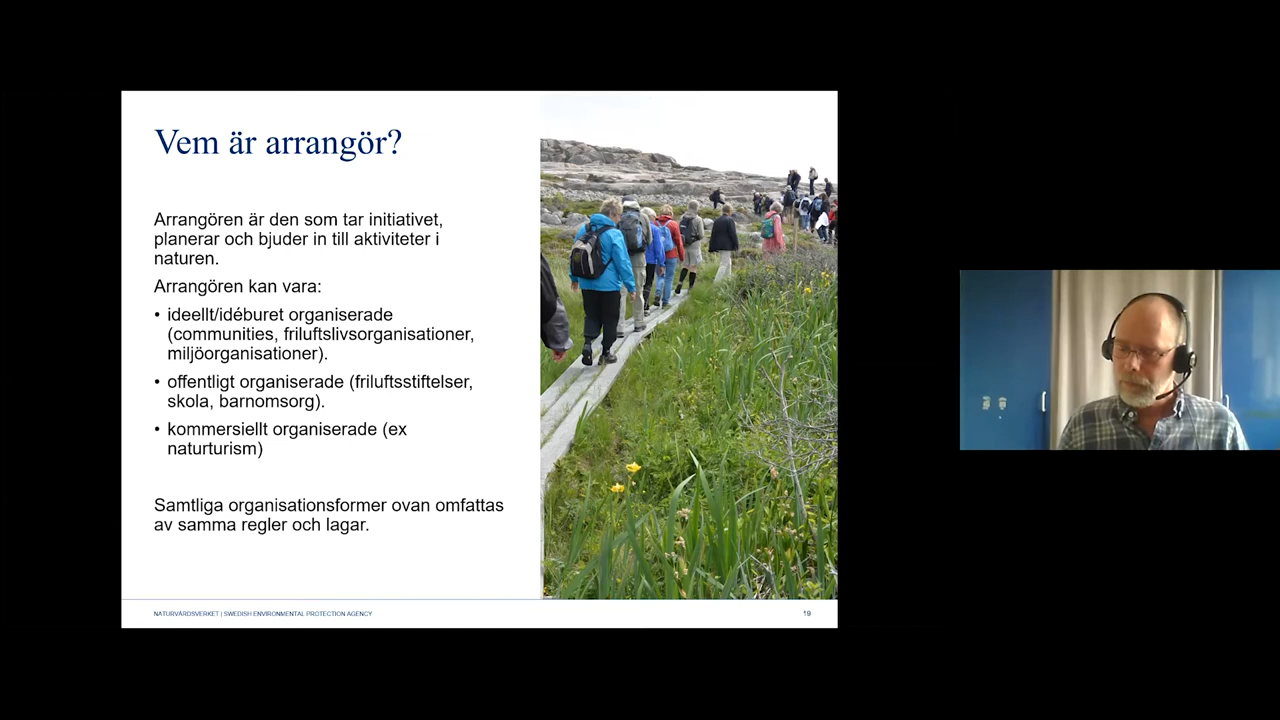 Vem är arrangör?
Arrangören är den som tar initiativet,
planerar och bjuder in till aktiviteter i
naturen.
Arrangören kan vara:
• ideellt/idéburet organiserade
(communities, friluftslivsorganisationer,
miljöorganisationer).
• offentligt organiserade (friluftsstiftelser,
skola, barnomsorg).
• kommersiellt organiserade (ex
naturturism)
Samtliga organisationsformer ovan omfattas
av samma regler och lagar.
NATURVÅRDSVERKET | SWEDISH ENVIRONMENTAL PROTECTION AGENCY
19